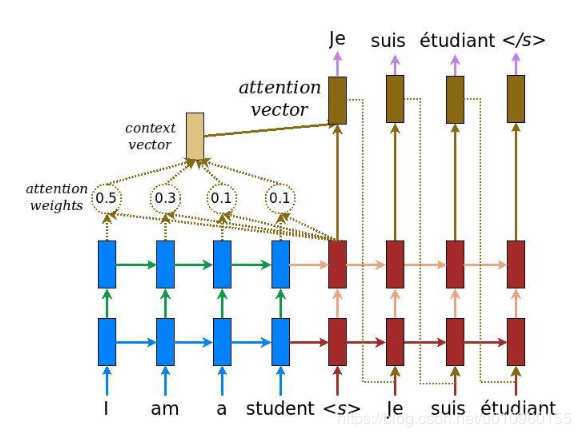 Je suis étudiant </s>
attention
vector
context
vector
attention
weights
0.5 0.3 0.1 0.1
I am a student <s> Je suis étudiant